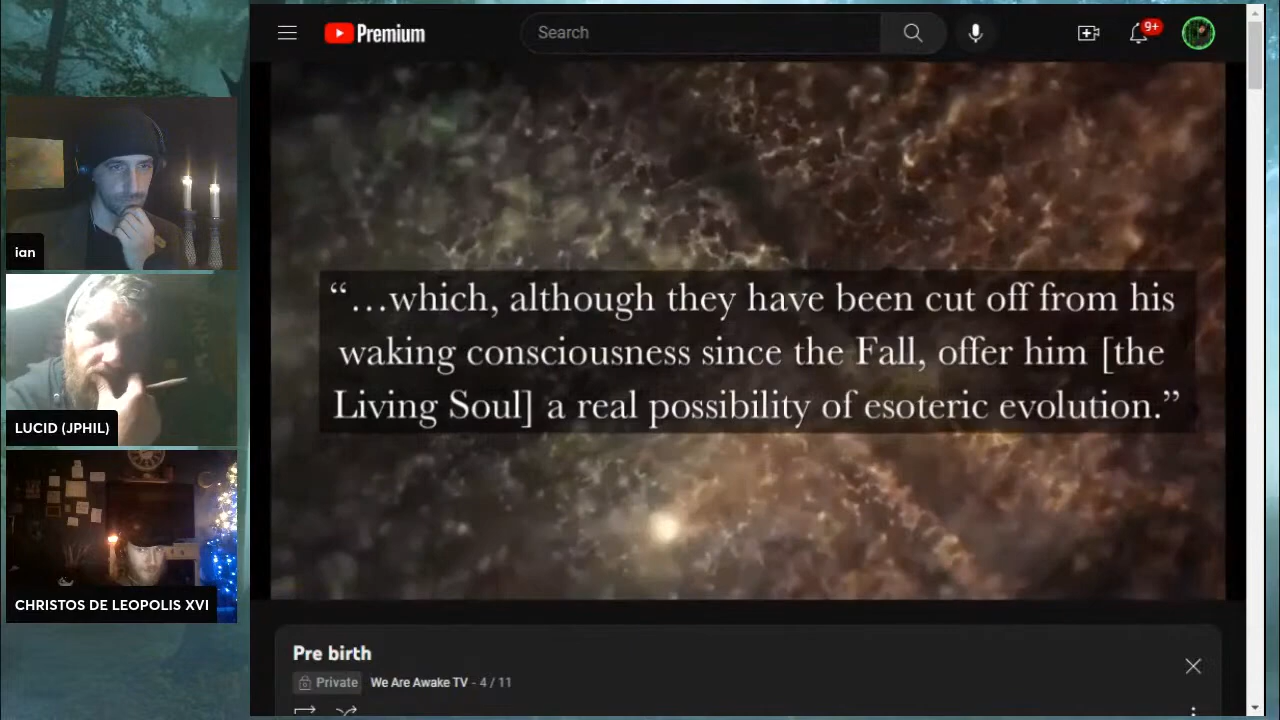 Premium
Search
9+
ian
LUCID (JPHIL)
CHRISTOS DE LEOPOLIS XVI
“…which, although they have been cut off from his
waking consciousness since the Fall, offer him [the
Living Soul] a real possibility of esoteric evolution.”
Pre birth
Private We Are Awake TV - 4 / 11